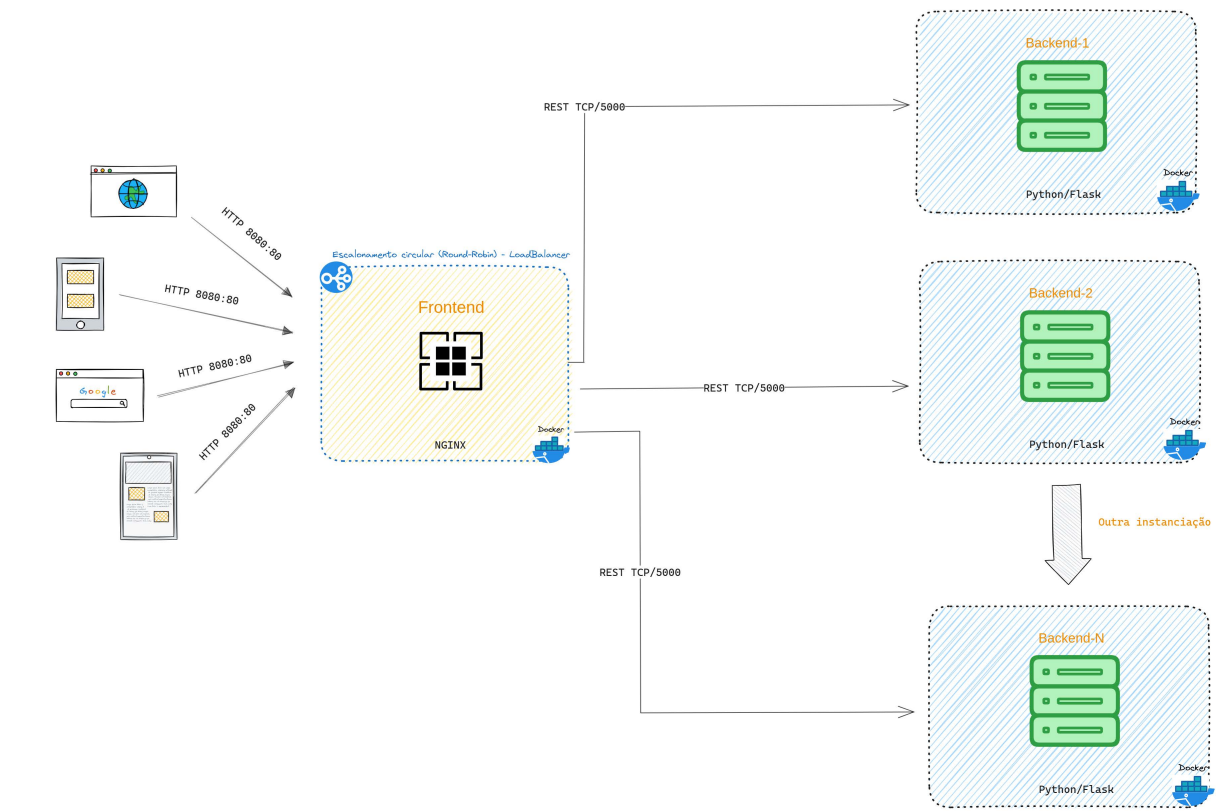 Backend-1
REST TCP/5000
Docker
Python/Flask
HTTP 8080:80
Escalonamento circular (Round-Robin) - LoadBalancer
HTTP 8080:80
Frontend
Backend-2
HTTP 8080:80
Google
REST TCP/5000
HTTP 8080:80
Docker
NGINX
Docker
Python/Flask
Outra instanciação
REST TCP/5000
Backend-N
Docker
Python/Flask